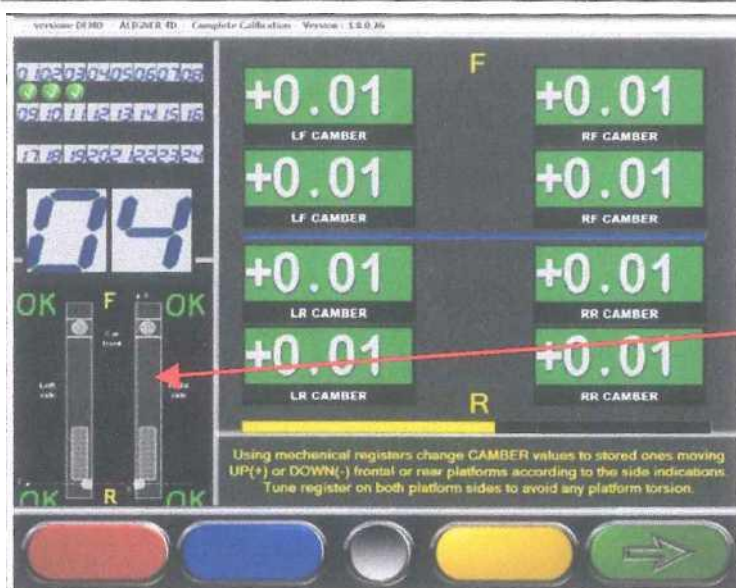 versione DEMO ALIGNER 4D Complete Calibration Version : 1.0.0.26
F
01 02 03 04 05 06 07 08
09 10 11 12 13 14 15 16
17 18 19 20 21 22 23 24
04
+0.01 +0.01
LF CAMBER RF CAMBER
+0.01 +0.01
LF CAMBER RF CAMBER
+0.01 +0.01
LR CAMBER RR CAMBER
+0.01 +0.01
LR CAMBER RR CAMBER
R
OK F OK
Left
side
side
OK R OK
Using mechenical registers change CAMBER values to stored ones moving
UP(+) or DOWN(-) frontal or rear platforms according to the side indications.
Tune register on both platform sides to avoid any platform torsion.